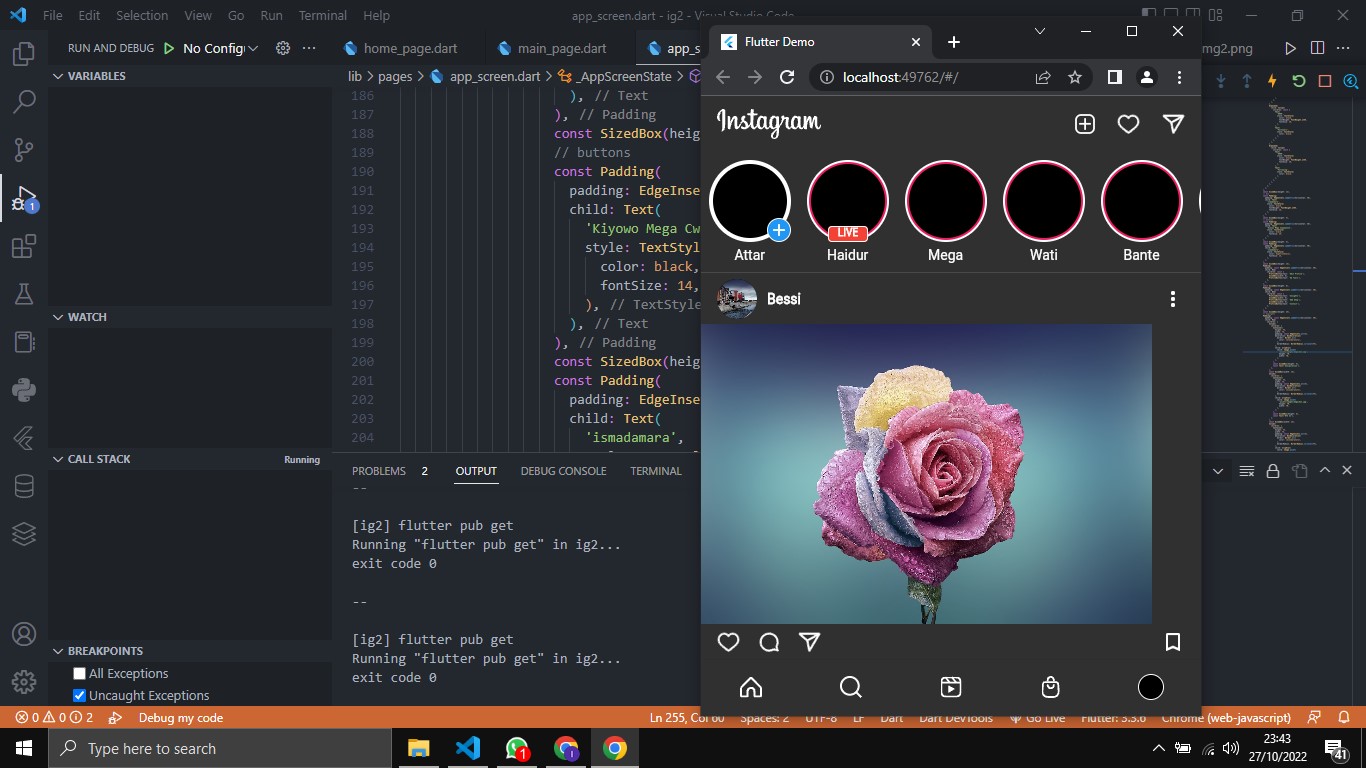 File Edit Selection View Go Run Terminal Help
app_screen.dart - ig2 - Visual Studio Code
RUN AND DEBUG No Config
home_page.dart
main_page.dart
app_s
mg2.png
VARIABLES
WATCH
CALL STACK
Running
BREAKPOINTS
All Exceptions
Uncaught Exceptions
1
lib > pages > app_screen.dart > _AppScreenState >
186 ), // Text
187 ), // Padding
188 const SizedBox(heig
189 // buttons
190 const Padding(
191 padding: EdgeInse
192 child: Text(
193 'Kiyowo Mega Cw
194 style: TextStyl
195 color: black,
196 fontSize: 14,
197 ), // TextStyle
198 ), // Text
199 ), // Padding
200 const SizedBox(heig
201 const Padding(
202 padding: EdgeInse
203 child: Text(
204 'ismadamara',
PROBLEMS 2 OUTPUT DEBUG CONSOLE TERMINAL
--
[ig2] flutter pub get
Running "flutter pub get" in ig2...
exit code 0
--
[ig2] flutter pub get
Running "flutter pub get" in ig2...
exit code 0
Flutter Demo
localhost:49762/#/
Instagram
LIVE
Attar Haidur Mega Wati Bante
Bessi
0 0 2 Debug my code
Ln 255, Col 60 Spaces: 2 UTF-8 LF Dart Dart DevTools Go Live Flutter: 3.3.6 Chrome (web-javascript)
Type here to search
1
23:43
27/10/2022
41